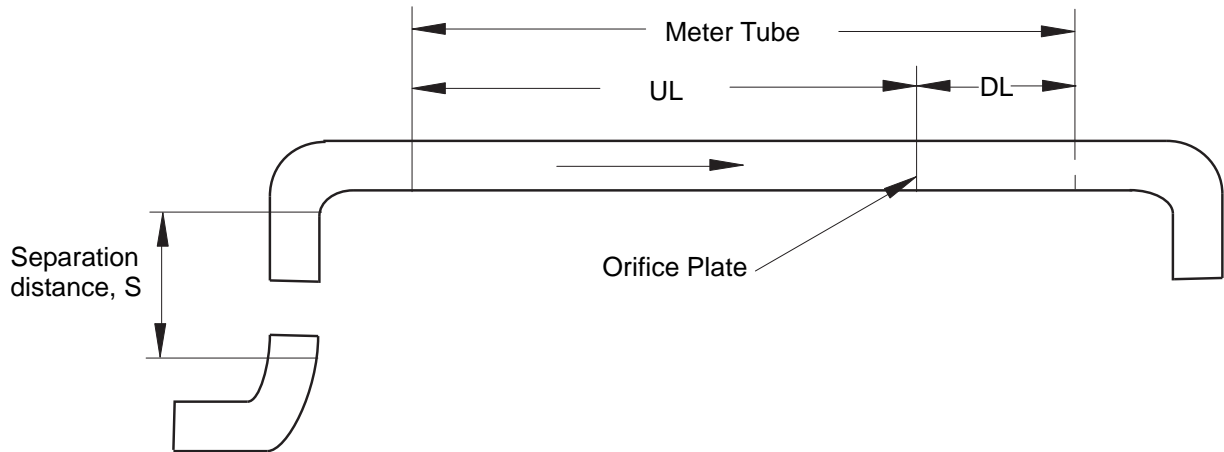 Meter Tube
UL
DL
Separation
distance, S
Orifice Plate